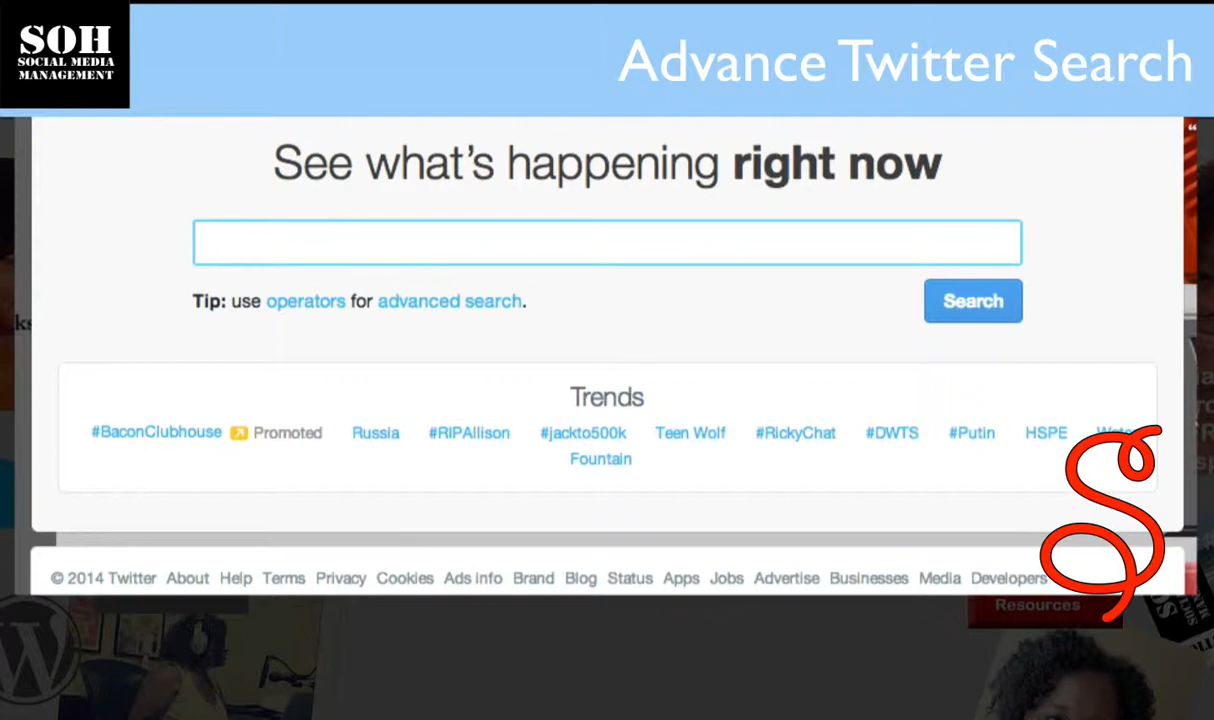 SOH
SOCIAL MEDIA
MANAGEMENT
Advance Twitter Search
See what's happening right now
Tip: use operators for advanced search.
Search
Trends
#BaconClubhouse Promoted Russia #RIPAllison #jackto500k Teen Wolf #RickyChat #DWTS #Putin HSPE
Fountain
© 2014 Twitter About Help Terms Privacy Cookies Ads info Brand Blog Status Apps Jobs Advertise Businesses Media Developers
Resources